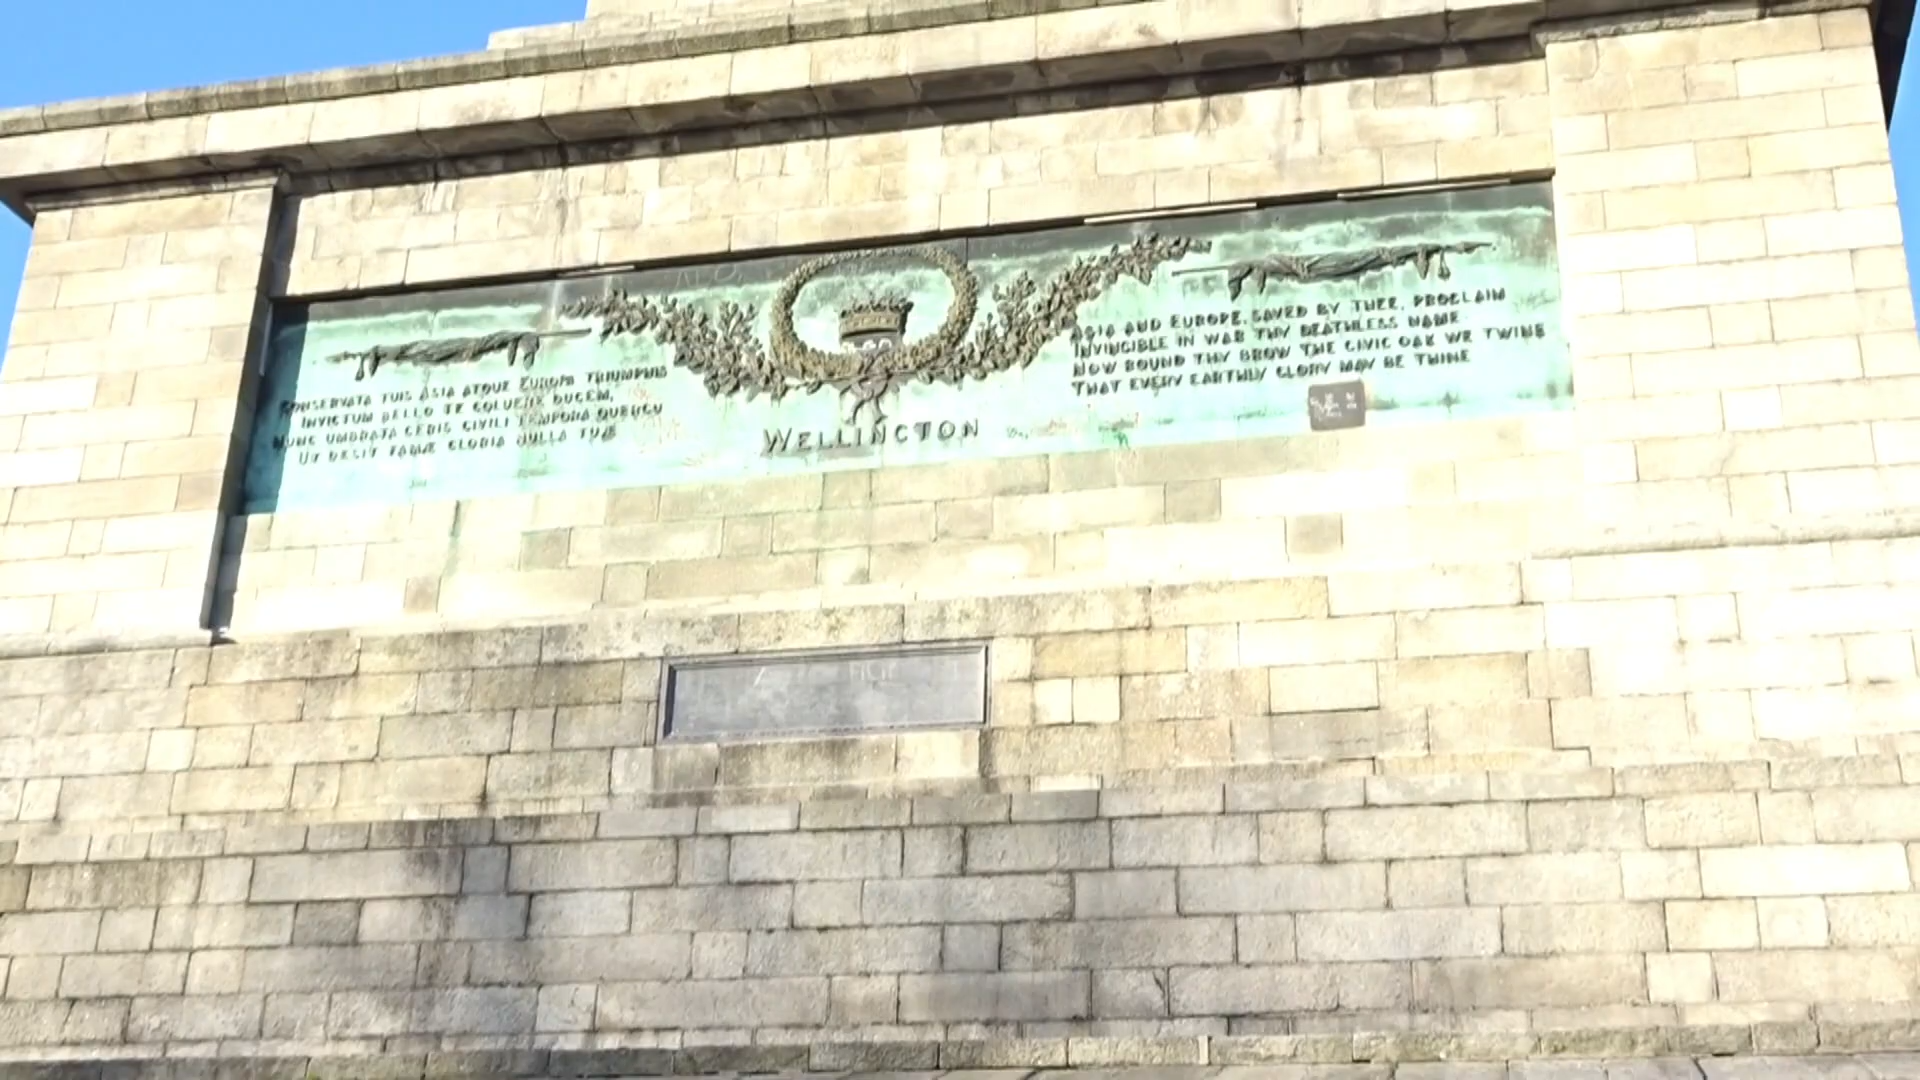 CONSERVATA TUIS ASIA ATQUE EUROPA TRIUMPHIS
INVICTUM BELLO TE COLUERE DUCEM,
NUNC UMBRATA GERIS CIVILI TEMPORA QUERCU
UT DESIT FAMÆ GLORIA NULLA TUÆ
WELLINGTON
ASIA AND EUROPE, SAVED BY THEE, PROCLAIM
INVINCIBLE IN WAR THY DEATHLESS NAME
NOW ROUND THY BROW THE CIVIC OAK WE TWINE
THAT EVERY EARTHLY GLORY MAY BE THINE